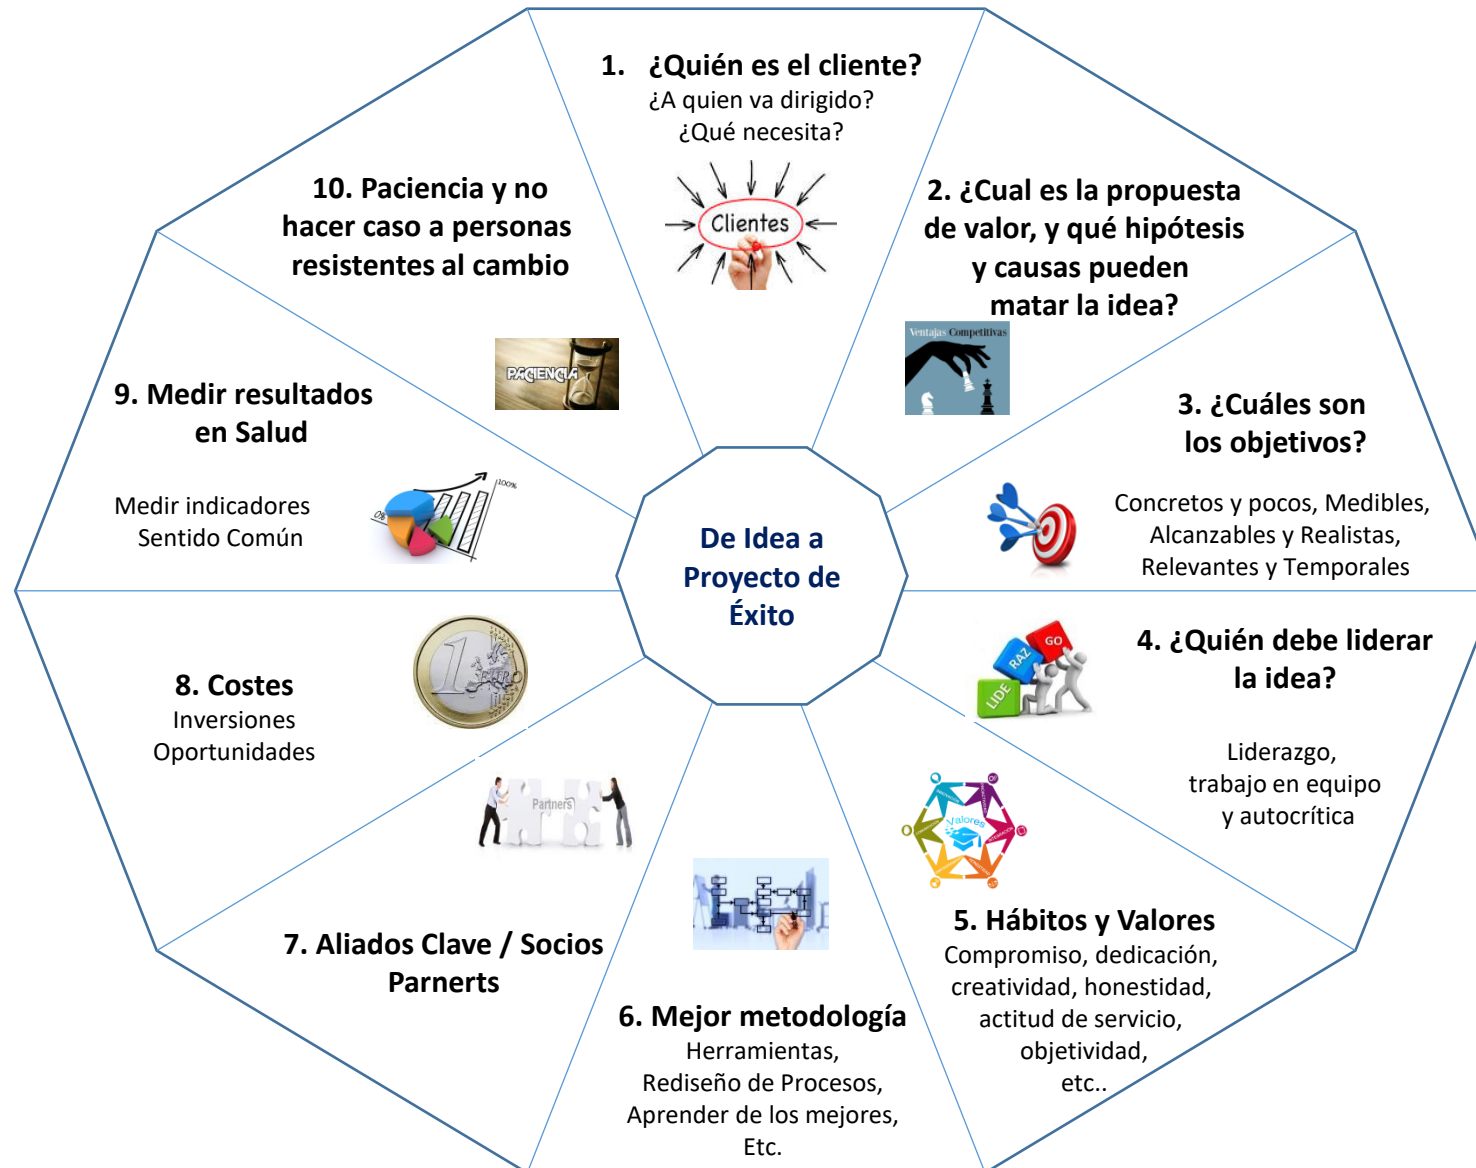 1. ¿Quién es el cliente?
¿A quien va dirigido?
¿Qué necesita?
Clientes
2. ¿Cual es la propuesta
de valor, y qué hipótesis
y causas pueden
matar la idea?
Ventajas Competitivas
3. ¿Cuáles son
los objetivos?
Concretos y pocos, Medibles,
Alcanzables y Realistas,
Relevantes y Temporales
4. ¿Quién debe liderar
la idea?
LIDE
RAZ
GO
Liderazgo,
trabajo en equipo
y autocrítica
Valores
5. Hábitos y Valores
Compromiso, dedicación,
creatividad, honestidad,
actitud de servicio,
objetividad,
etc..
6. Mejor metodología
Herramientas,
Rediseño de Procesos,
Aprender de los mejores,
Etc.
Partners
7. Aliados Clave / Socios
Parnerts
8. Costes
Inversiones
Oportunidades
1
EURO
9. Medir resultados
en Salud
Medir indicadores
Sentido Común
0%
100%
10. Paciencia y no
hacer caso a personas
resistentes al cambio
PACIENCIA
De Idea a
Proyecto de
Éxito